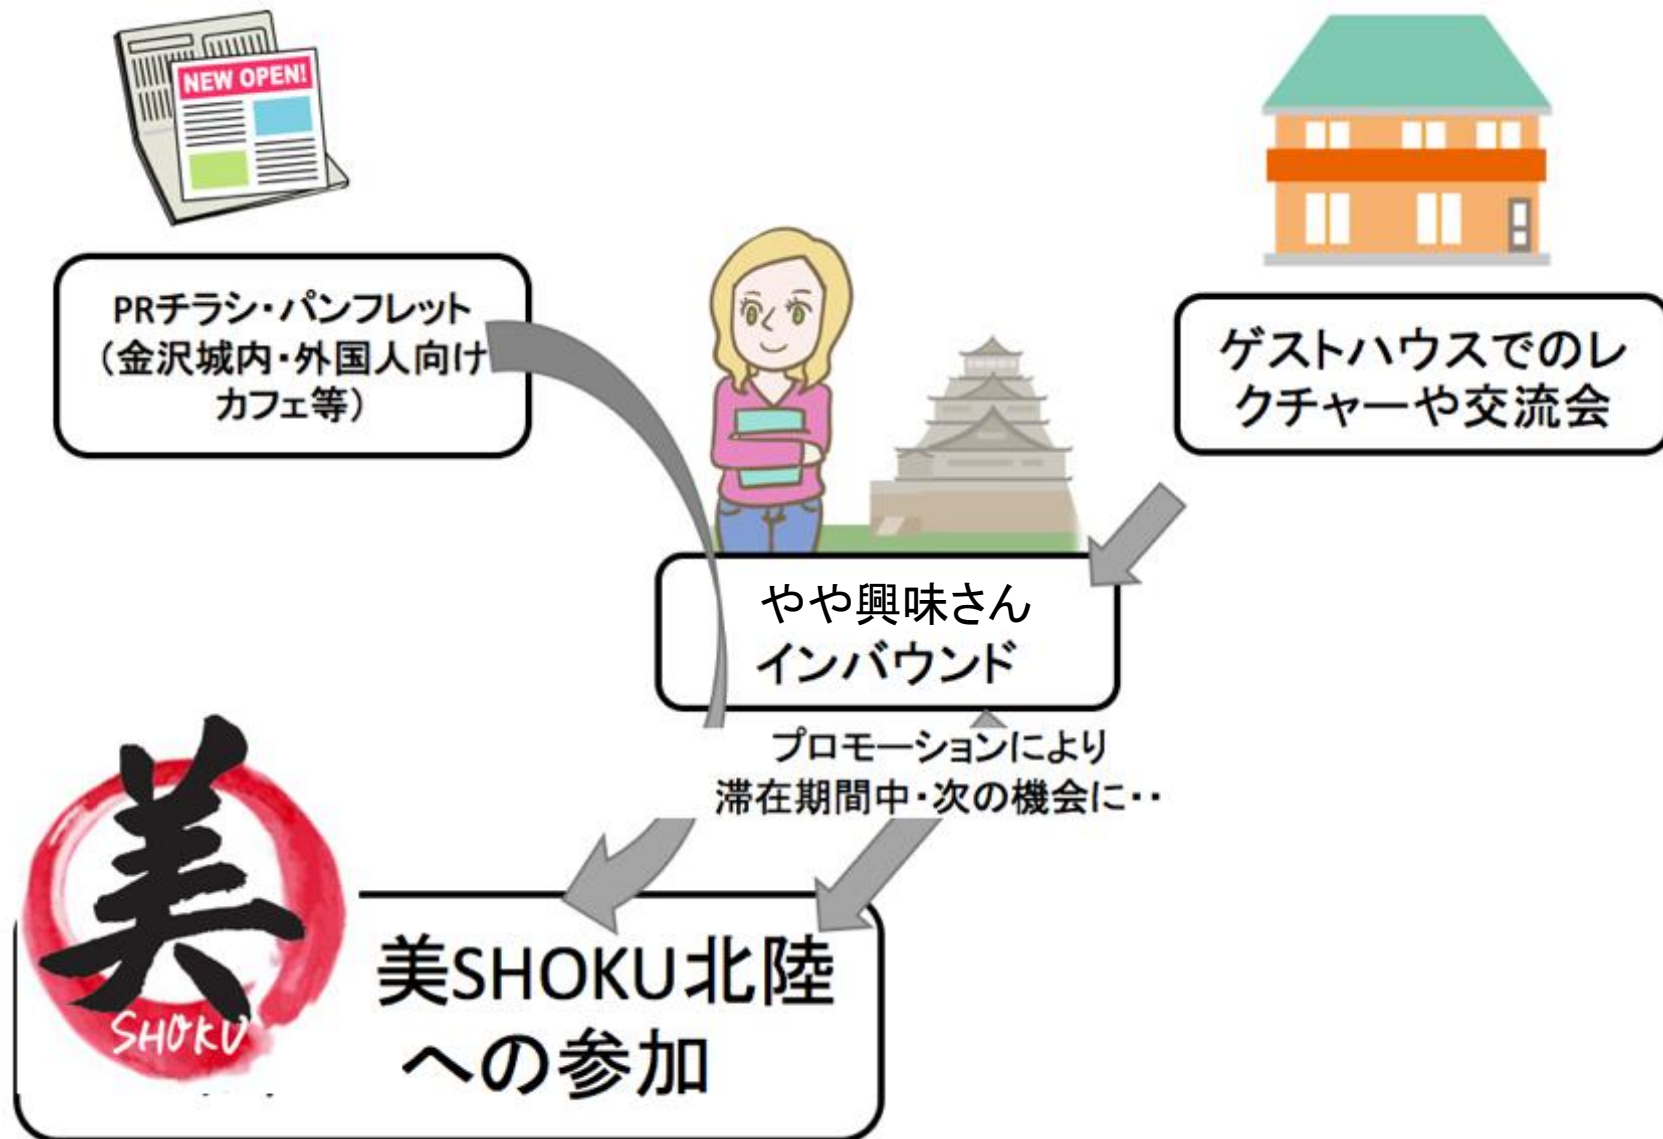 NEW OPEN!
PRチラシ・パンフレット
（金沢城内・外国人向け
カフェ等）
ゲストハウスでのレ
クチャーや交流会
やや興味さん
インバウンド
プロモーションにより
滞在期間中・次の機会に・・
美
SHOKU
美SHOKU北陸
への参加